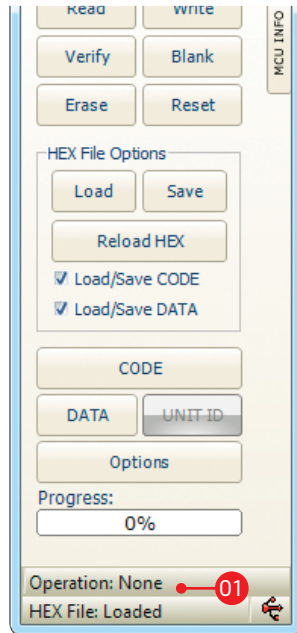 Read Write
Verify Blank
Erase Reset
MCU INFO
HEX File Options
Load Save
Reload HEX
Load/Save CODE
Load/Save DATA
CODE
DATA UNIT ID
Options
Progress:
0%
Operation: None 01
HEX File: Loaded